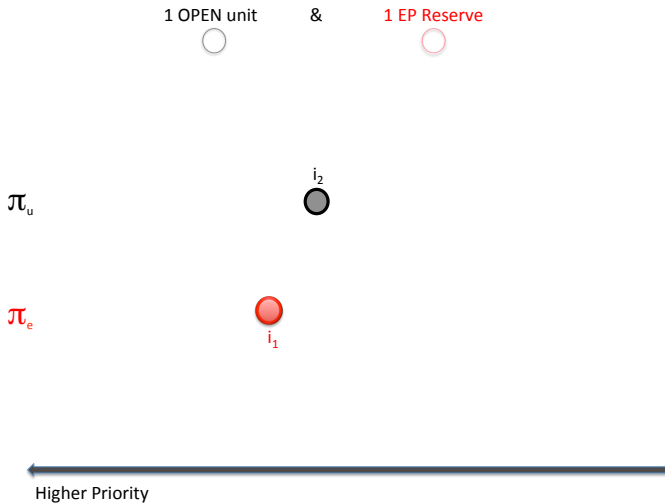 1 OPEN unit & 1 EP Reserve
i₂
πᵤ
πₑ
i₁
Higher Priority